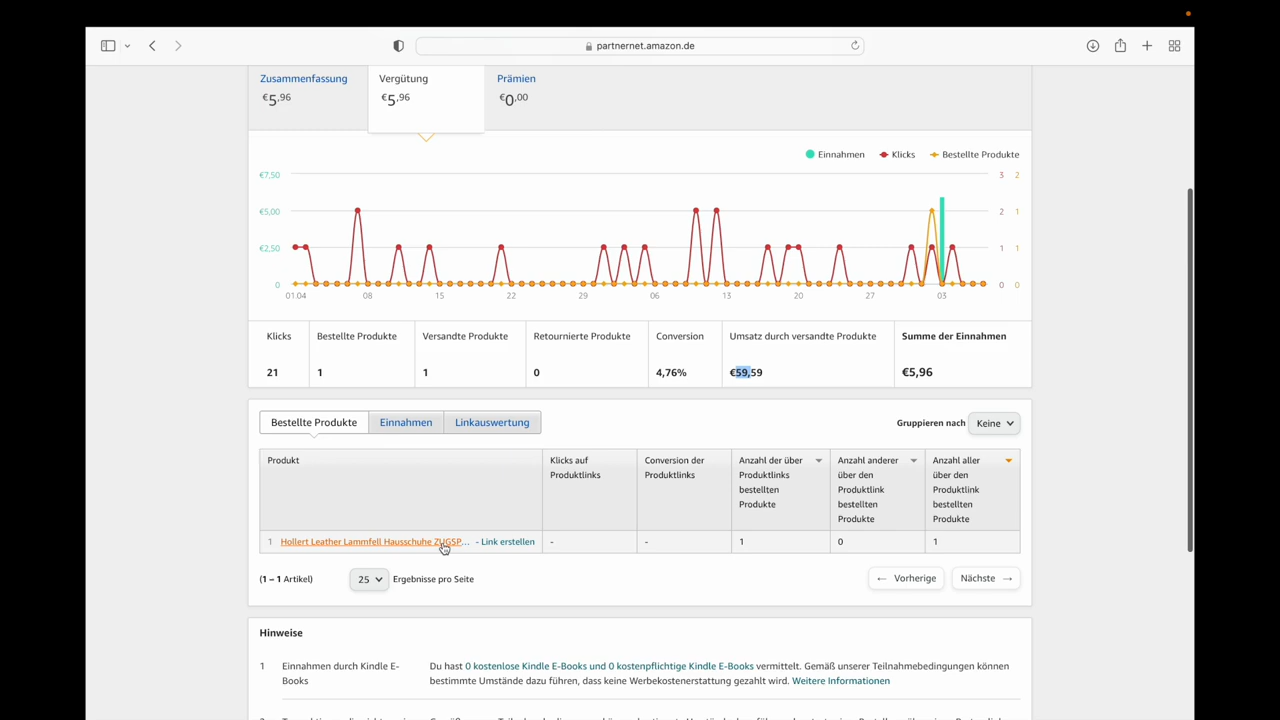 partnernet.amazon.de
Zusammenfassung
€5,96
Vergütung
€5,96
Prämien
€0,00
Einnahmen Klicks Bestellte Produkte
€7,50 3 2
€5,00 2 1
€2,50 1 1
0 0 0
01.04 08 15 22 29 06 13 20 27 03
Klicks Bestellte Produkte Versandte Produkte Retournierte Produkte Conversion Umsatz durch versandte Produkte Summe der Einnahmen
21 1 1 0 4,76% €59,59 €5,96
Bestellte Produkte Einnahmen Linkauswertung Gruppieren nach Keine
Produkt
Klicks auf
Produktlinks
Conversion der
Produktlinks
Anzahl der über
Produktlinks
bestellten
Produkte
Anzahl anderer
über den
Produktlink
bestellten
Produkte
Anzahl aller
über den
Produktlink
bestellten
Produkte
1 Hollert Leather Lammfell Hausschuhe ZUGSP... - Link erstellen - - 1 0 1
(1 – 1 Artikel) 25 Ergebnisse pro Seite ← Vorherige Nächste →
Hinweise
1 Einnahmen durch Kindle E-
Books
Du hast 0 kostenlose Kindle E-Books und 0 kostenpflichtige Kindle E-Books vermittelt. Gemäß unserer Teilnahmebedingungen können
bestimmte Umstände dazu führen, dass keine Werbekostenerstattung gezahlt wird. Weitere Informationen